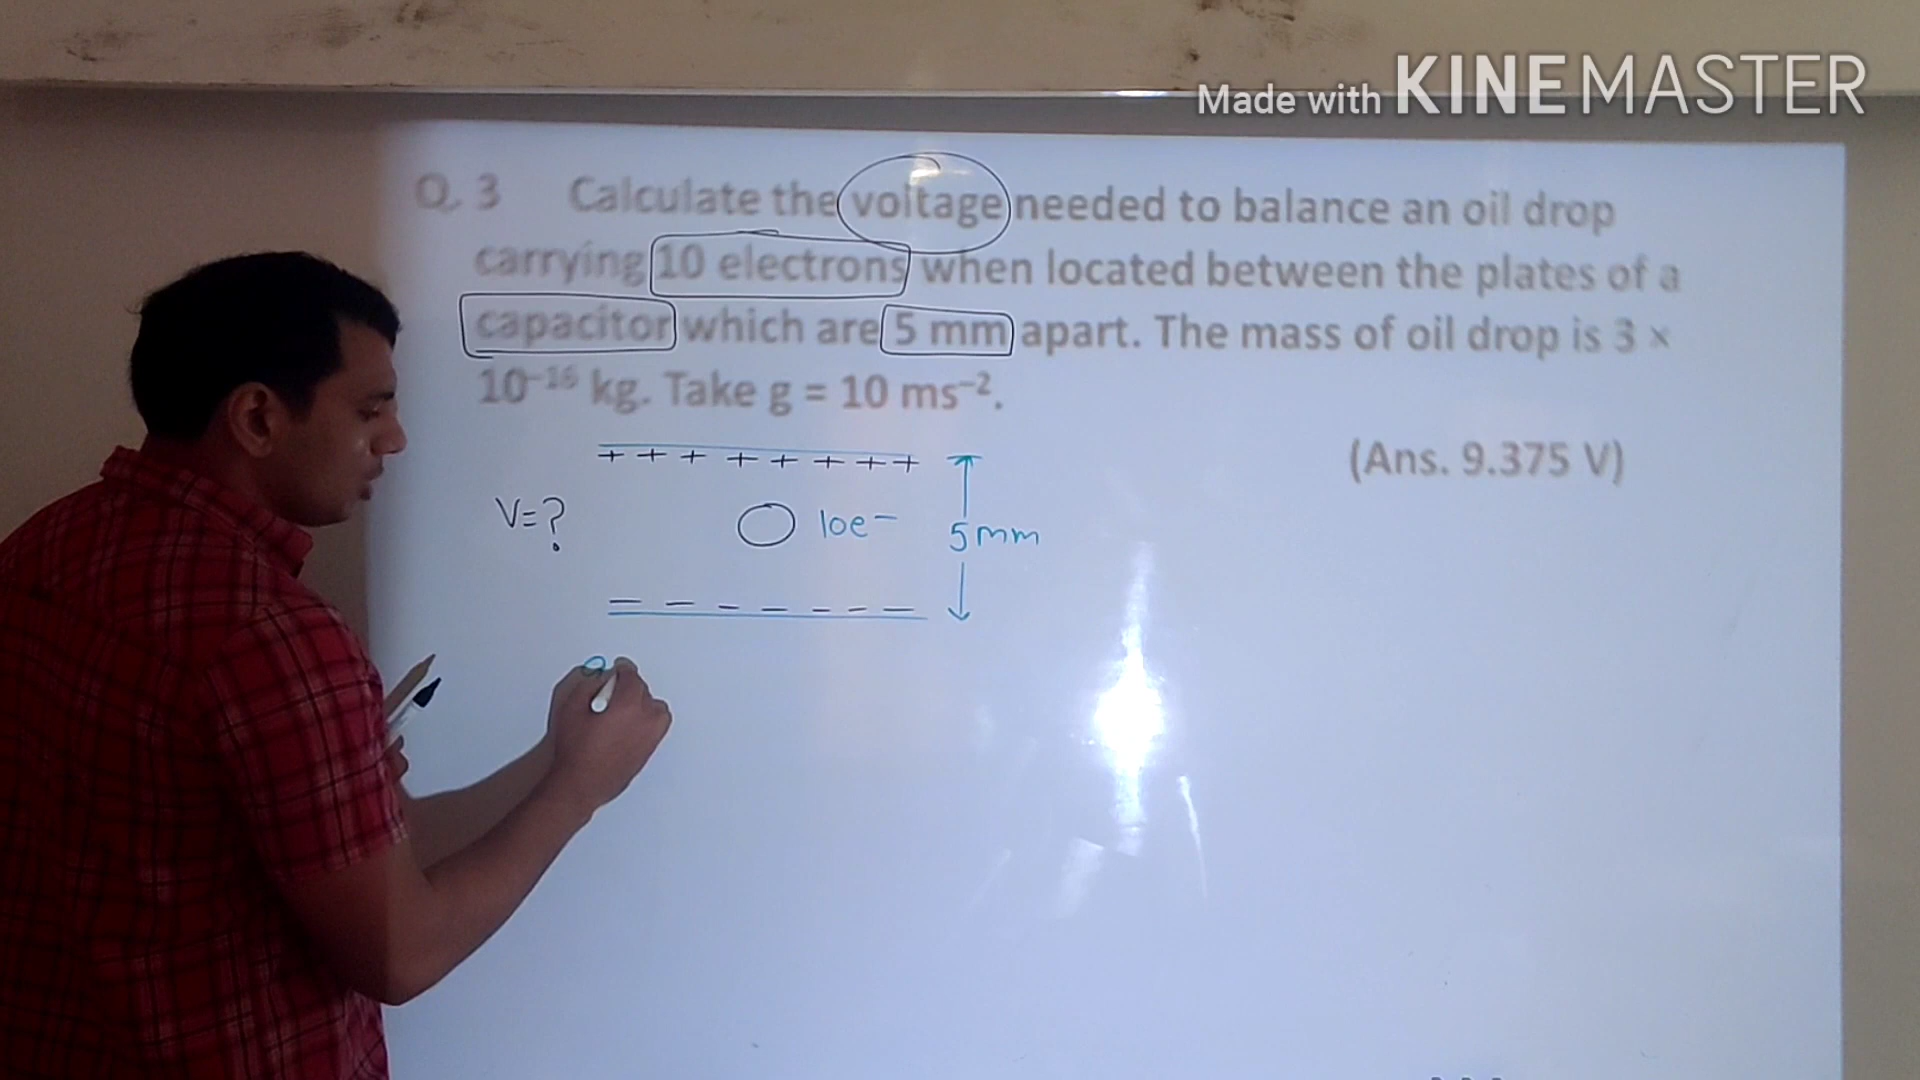 Made with KINEMASTER
Q. 3 Calculate the voltage needed to balance an oil drop
carrying 10 electrons when located between the plates of a
capacitor which are 5 mm apart. The mass of oil drop is 3 ×
10⁻¹⁶ kg. Take g = 10 ms⁻².
(Ans. 9.375 V)
+ + + + + + + +
V=? 10e− 5mm
− − − − − − −